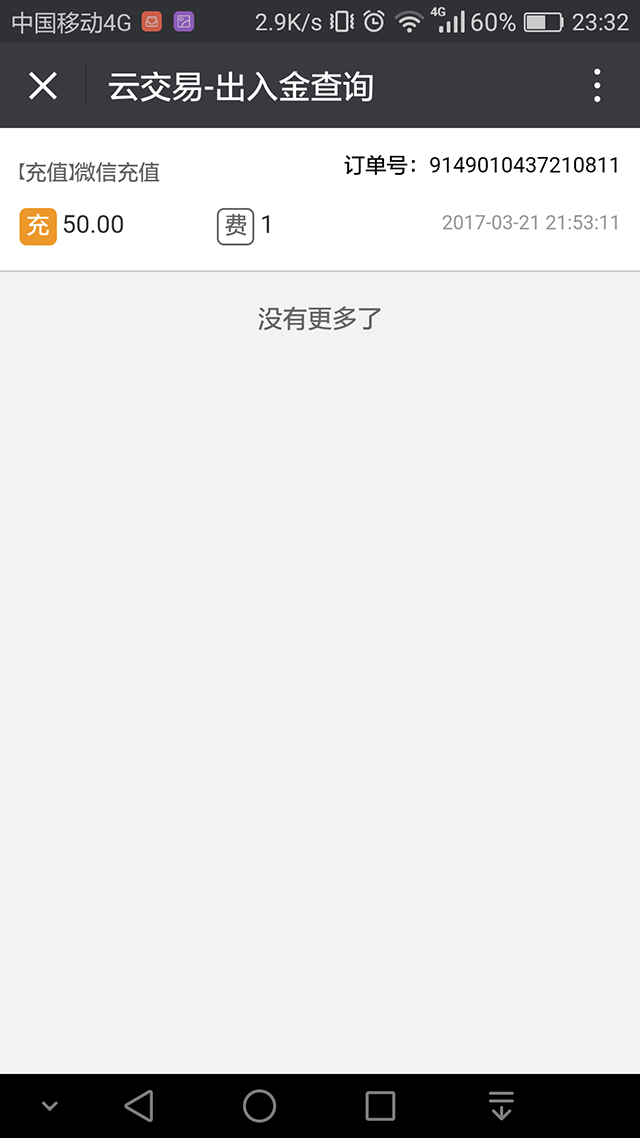 中国移动4G 2.9K/s 4G 60% 23:32
云交易-出入金查询
【充值】微信充值 订单号：9149010437210811
充 50.00 费 1 2017-03-21 21:53:11
没有更多了